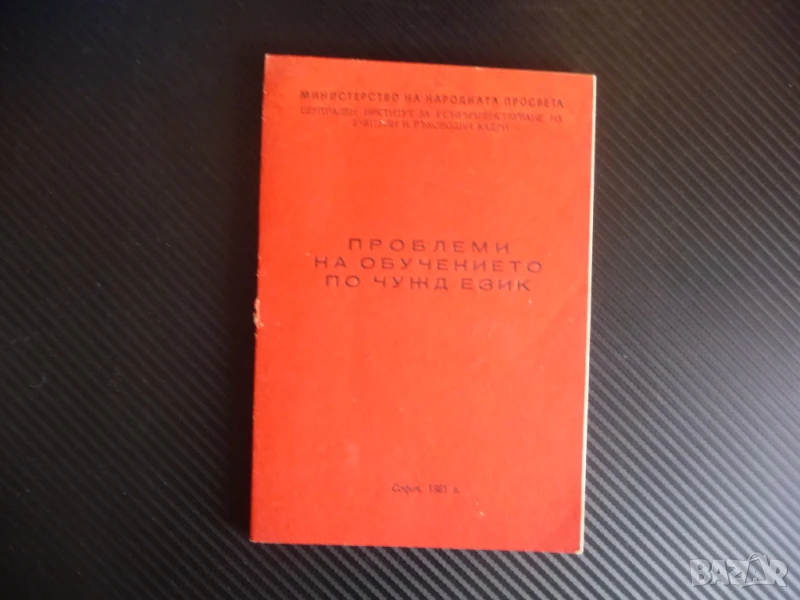 МИНИСТЕРСТВО НА НАРОДНАТА ПРОСВЕТА
ЦЕНТРАЛЕН ИНСТИТУТ ЗА УСЪВЪРШЕНСТВУВАНЕ НА
УЧИТЕЛИ И РЪКОВОДНИ КАДРИ
ПРОБЛЕМИ
НА ОБУЧЕНИЕТО
ПО ЧУЖД ЕЗИК
София, 1981 г.
BAZAR